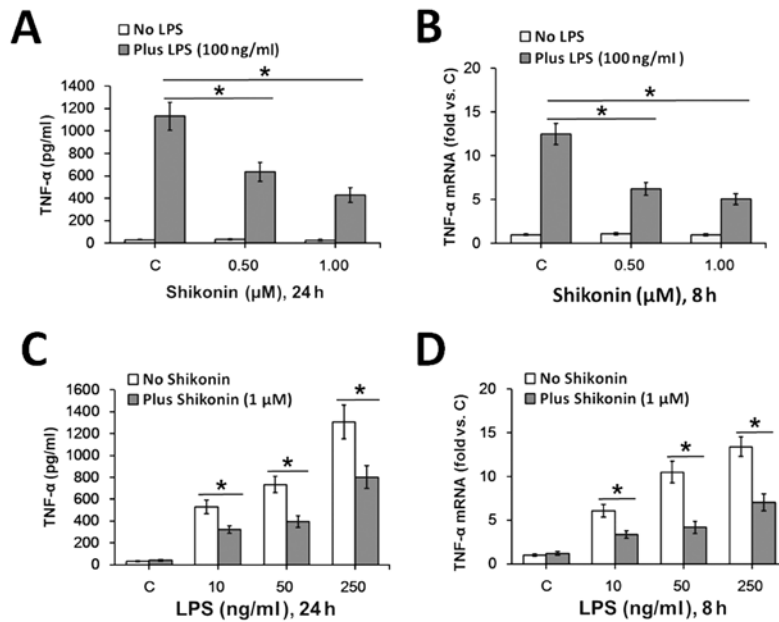 A
No LPS
Plus LPS (100 ng/ml)
TNF-α (pg/ml)
1400
1200
1000
800
600
400
200
0
*
*
C
0.50
1.00
Shikonin (μM), 24 h
B
No LPS
Plus LPS (100 ng/ml )
TNF-α mRNA (fold vs. C)
20
15
10
5
0
*
*
C
0.50
1.00
Shikonin (μM), 8 h
C
No Shikonin
Plus Shikonin (1 μM)
TNF-α (pg/ml)
1600
1400
1200
1000
800
600
400
200
0
*
*
*
C
10
50
250
LPS (ng/ml), 24 h
D
No Shikonin
Plus Shikonin (1 μM)
TNF-α mRNA (fold vs. C)
20
15
10
5
0
*
*
*
C
10
50
250
LPS (ng/ml), 8 h